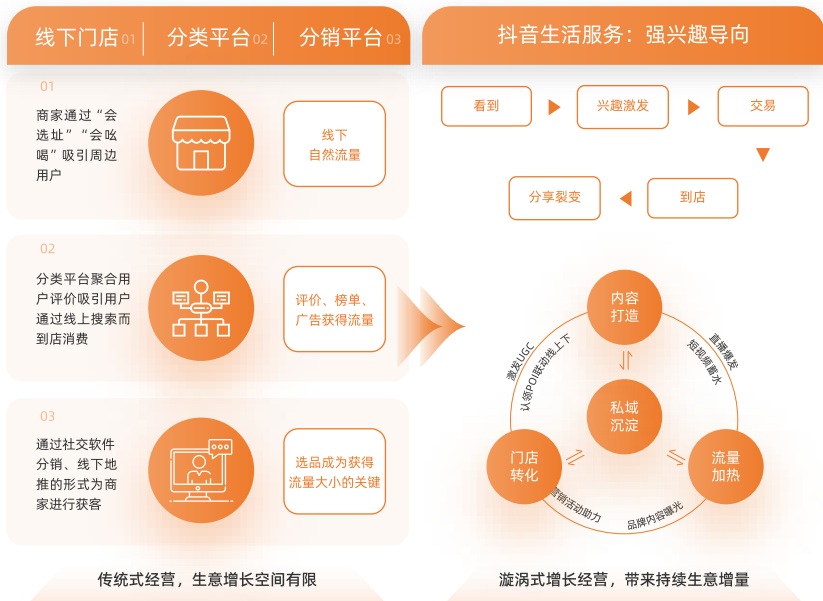 线下门店01
分类平台02
分销平台03
01
商家通过“会
选址”“会吆
喝”吸引周边
用户
线下
自然流量
02
分类平台聚合用
户评价吸引用户
通过线上搜索而
到店消费
评价、榜单、
广告获得流量
03
通过社交软件
分销、线下地
推的形式为商
家进行获客
选品成为获得
流量大小的关键
传统式经营，生意增长空间有限
抖音生活服务：强兴趣导向
看到
兴趣激发
交易
到店
分享裂变
内容
打造
激发UGC
认领POI联动线上下
直播爆发
短视频蓄水
私域
沉淀
门店
转化
流量
加热
营销活动助力
品牌内容曝光
漩涡式增长经营，带来持续生意增量